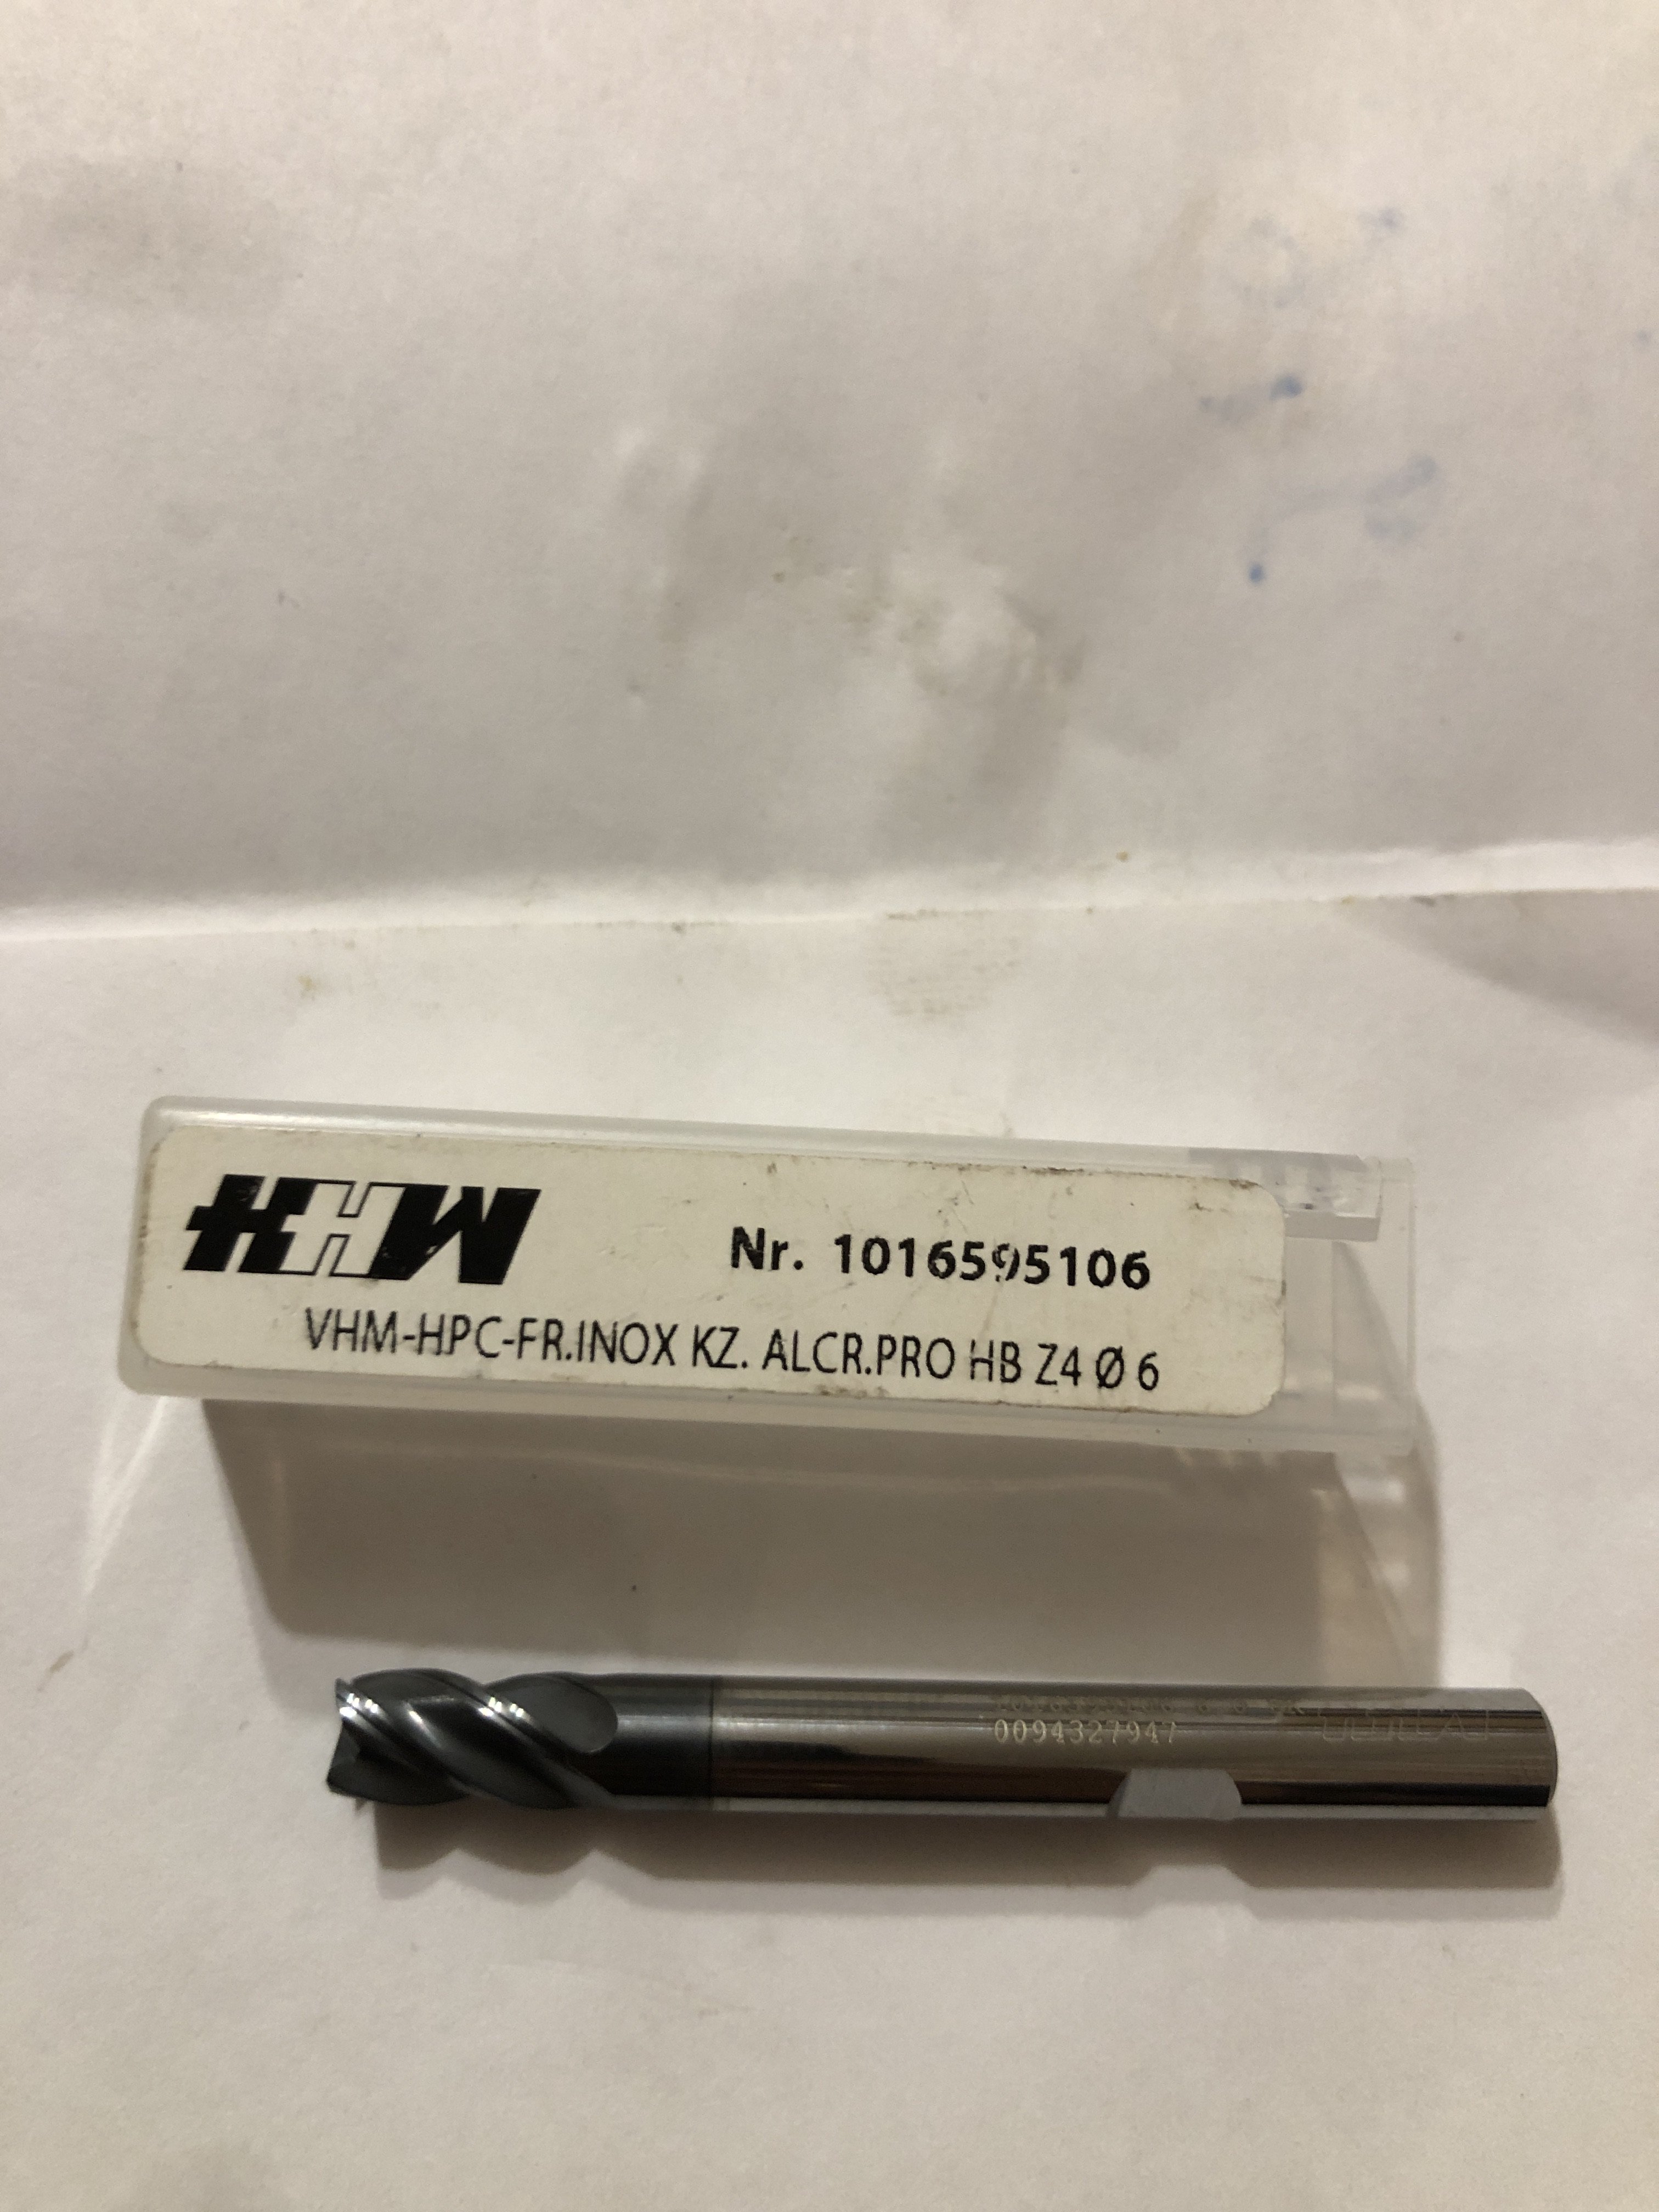 HHW
Nr. 1016595106
VHM-HPC-FR.INOX KZ. ALCR.PRO HB Z4 Ø 6
0094327947